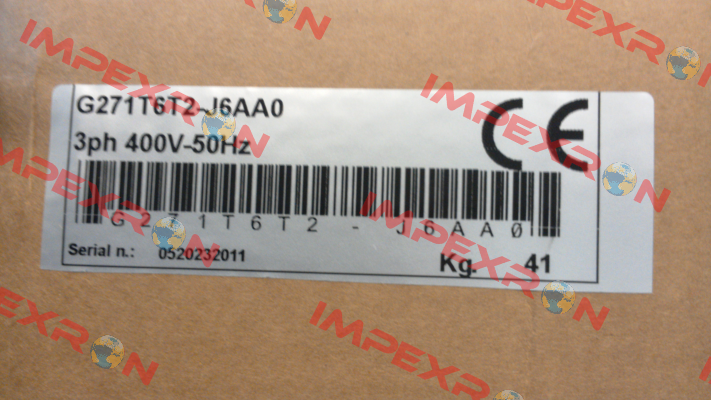 G271T6T2-J6AA0
3ph 400V-50Hz
CE
G271T6T2-J6AA0
Serial n.: 0520232011
Kg. 41
IMPEXRON
IMPEXRON
IMPEXRON
IMPEXRON
IMPEXRON
IMPEXRON
IMPEXRON